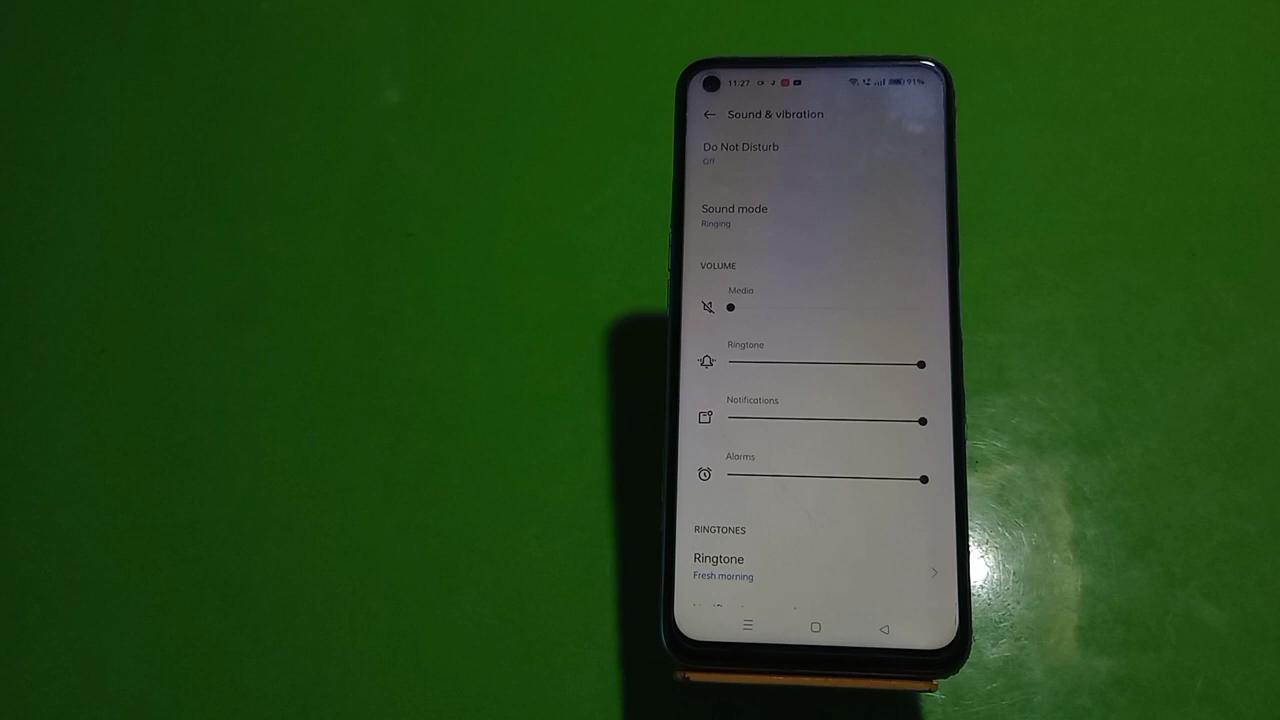 11:27 91%
Sound & vibration
Do Not Disturb
Off
Sound mode
Ringing
VOLUME
Media
Ringtone
Notifications
Alarms
RINGTONES
Ringtone
Fresh morning